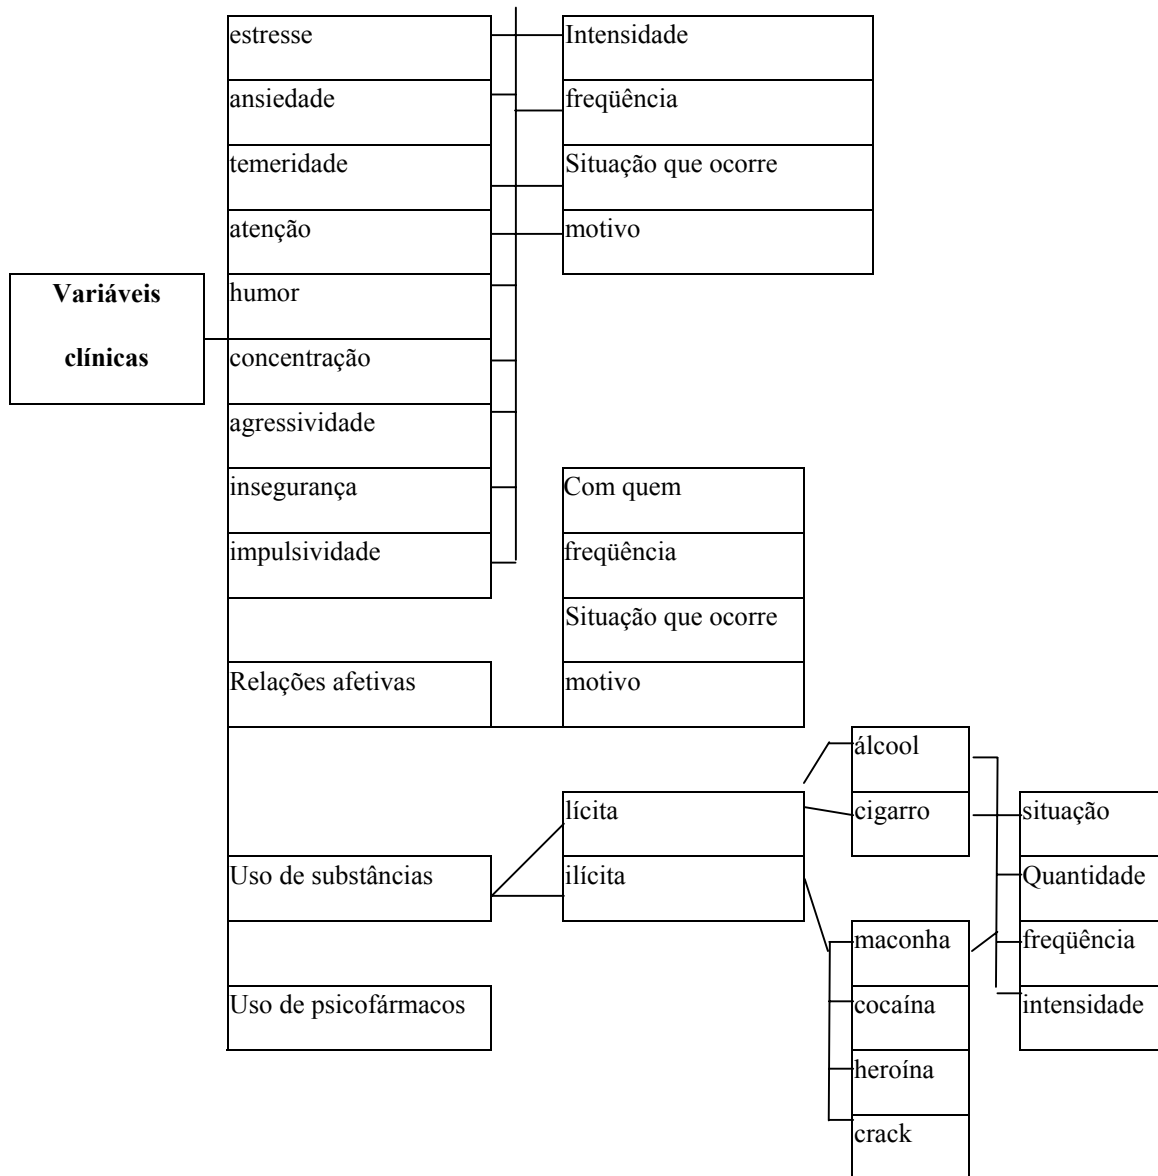 Variáveis
clínicas
estresse
ansiedade
temeridade
atenção
humor
concentração
agressividade
insegurança
impulsividade
Intensidade
freqüência
Situação que ocorre
motivo
Relações afetivas
Com quem
freqüência
Situação que ocorre
motivo
Uso de substâncias
lícita
ilícita
álcool
cigarro
maconha
cocaína
heroína
crack
situação
Quantidade
freqüência
intensidade
Uso de psicofármacos